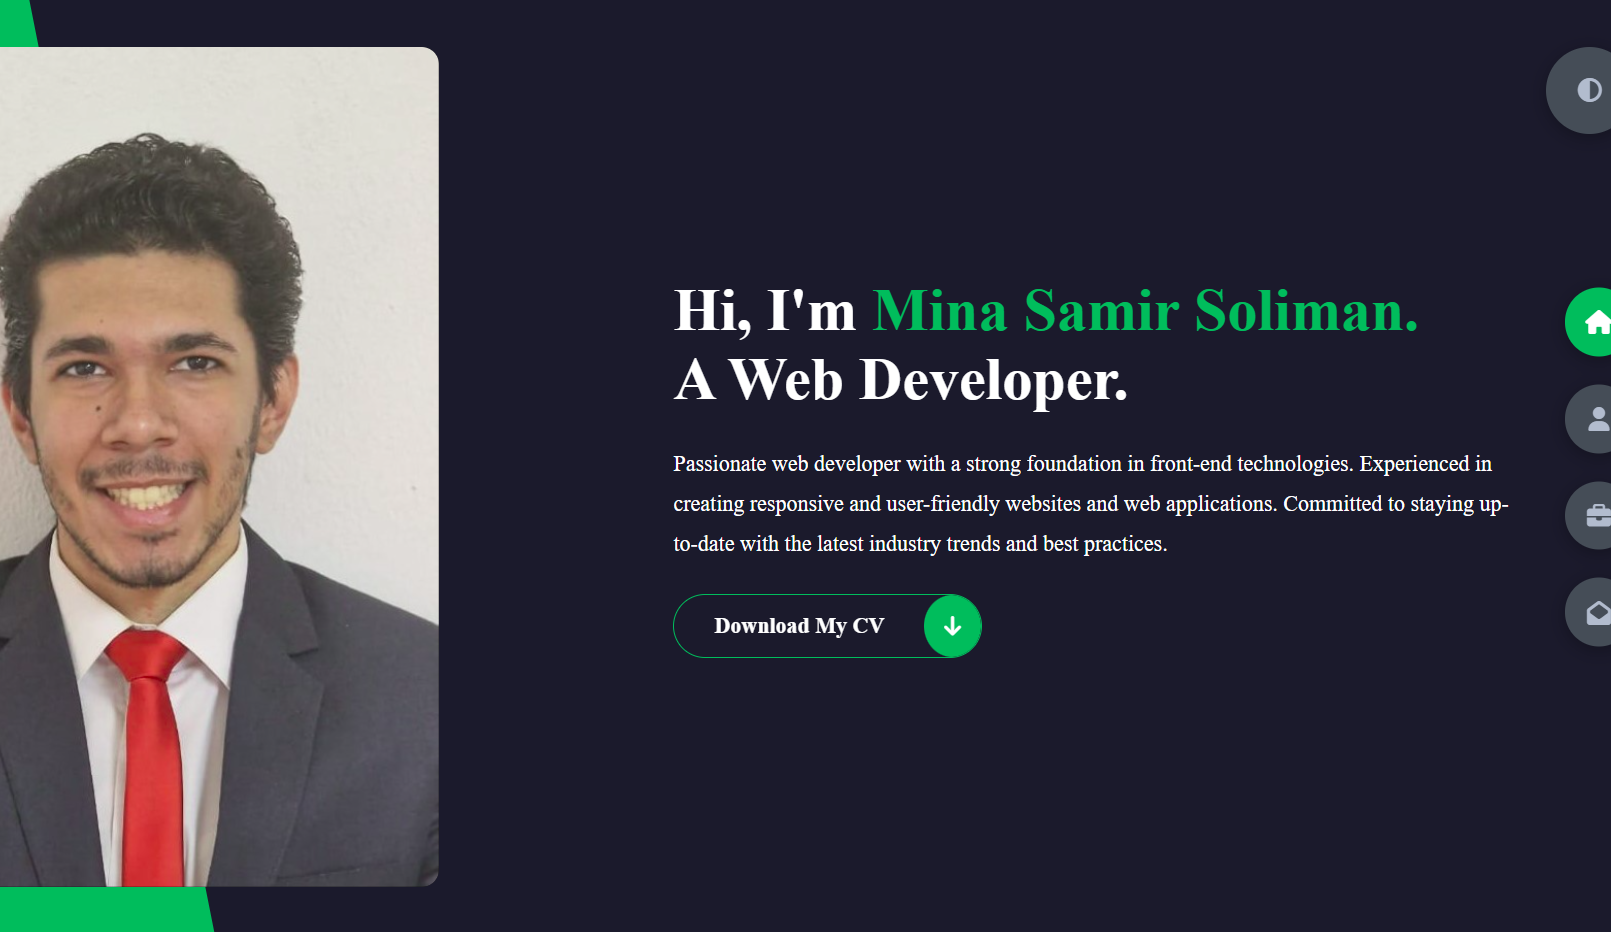 Hi, I'm Mina Samir Soliman.
A Web Developer.
Passionate web developer with a strong foundation in front-end technologies. Experienced in
creating responsive and user-friendly websites and web applications. Committed to staying up-
to-date with the latest industry trends and best practices.
Download My CV